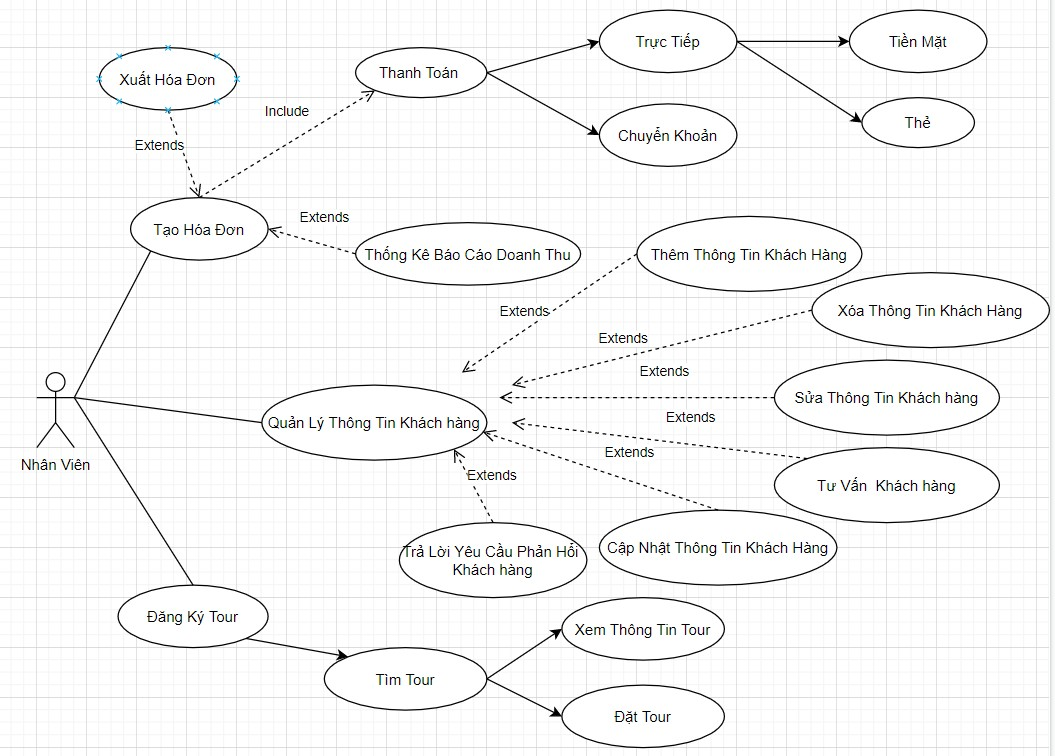 Trực Tiếp
Tiền Mặt
Xuất Hóa Đơn
Thanh Toán
Include
Thẻ
Chuyển Khoản
Extends
Tạo Hóa Đơn
Extends
Thống Kê Báo Cáo Doanh Thu
Thêm Thông Tin Khách Hàng
Extends
Xóa Thông Tin Khách Hàng
Extends
Extends
Sửa Thông Tin Khách hàng
Extends
Quản Lý Thông Tin Khách hàng
Extends
Nhân Viên
Extends
Tư Vấn Khách hàng
Trả Lời Yêu Cầu Phản Hồi
Khách hàng
Cập Nhật Thông Tin Khách Hàng
Đăng Ký Tour
Xem Thông Tin Tour
Tìm Tour
Đặt Tour